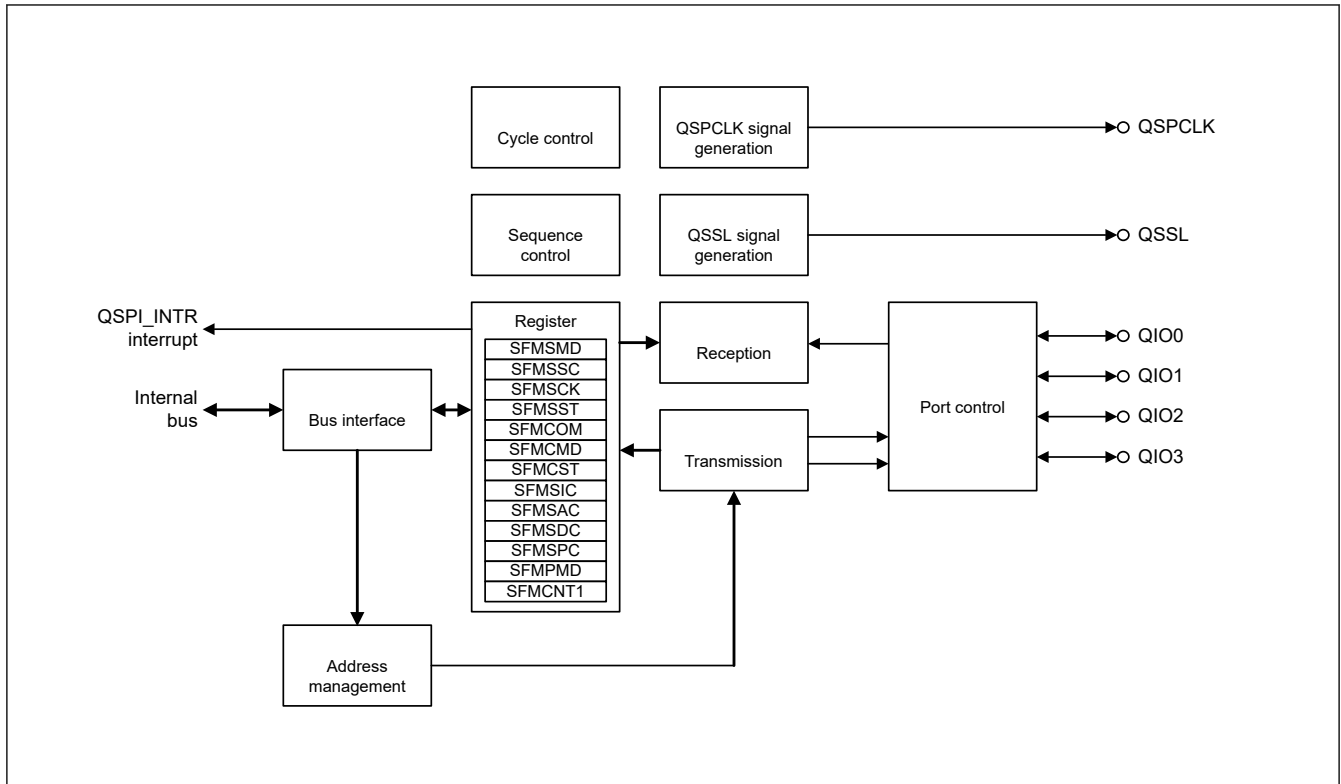 Cycle control
QSPCLK signal
generation
QSPCLK
Sequence
control
QSSL signal
generation
QSSL
QSPI_INTR
interrupt
Internal
bus
Bus interface
Register
SFMSMD
SFMSSC
SFMSCK
SFMSST
SFMCOM
SFMCMD
SFMCST
SFMSIC
SFMSAC
SFMSDC
SFMSPC
SFMPMD
SFMCNT1
Reception
Transmission
Port control
QIO0
QIO1
QIO2
QIO3
Address
management